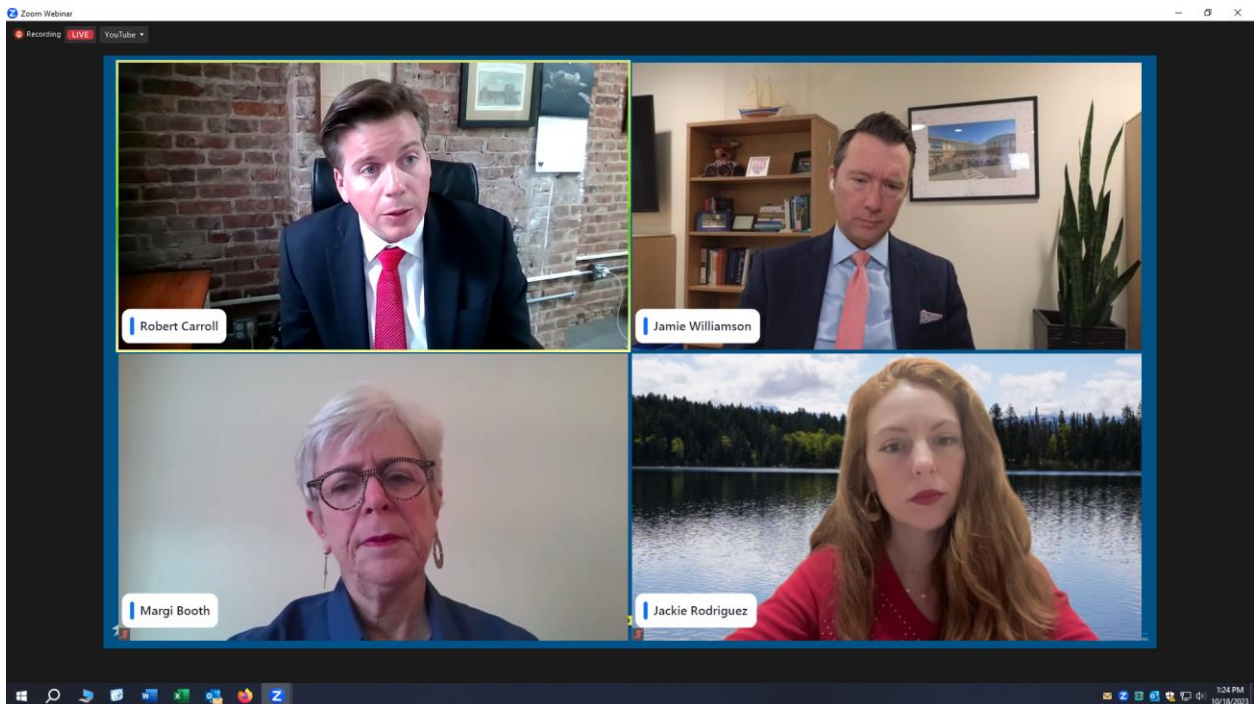 Zoom Webinar
Recording LIVE YouTube
Robert Carroll
Jamie Williamson
Margi Booth
Jackie Rodriguez
1:24 PM
10/18/2023